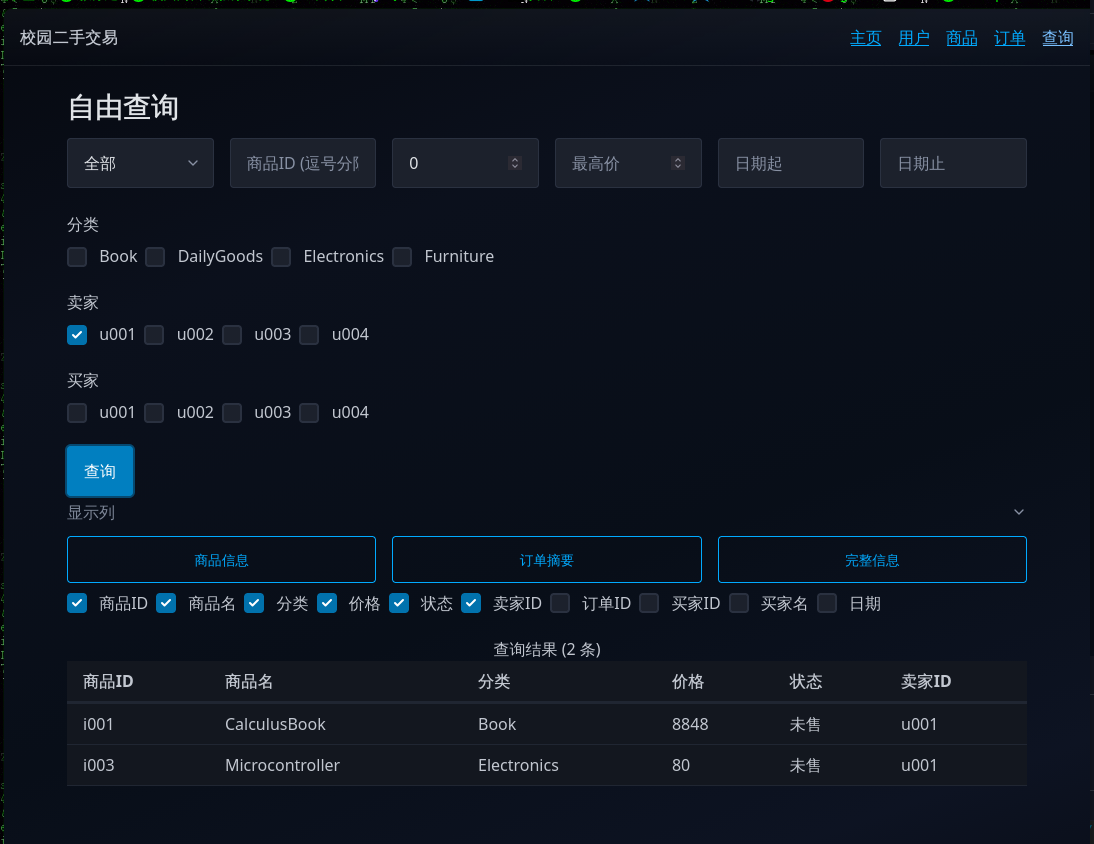 校园二手交易 主页 用户 商品 订单 查询
自由查询
全部 商品ID (逗号分 0 最高价 日期起 日期止
分类
Book DailyGoods Electronics Furniture
卖家
u001 u002 u003 u004
买家
u001 u002 u003 u004
查询
显示列
商品信息 订单摘要 完整信息
商品ID 商品名 分类 价格 状态 卖家ID 订单ID 买家ID 买家名 日期
查询结果 (2 条)
商品ID 商品名 分类 价格 状态 卖家ID
i001 CalculusBook Book 8848 未售 u001
i003 Microcontroller Electronics 80 未售 u001